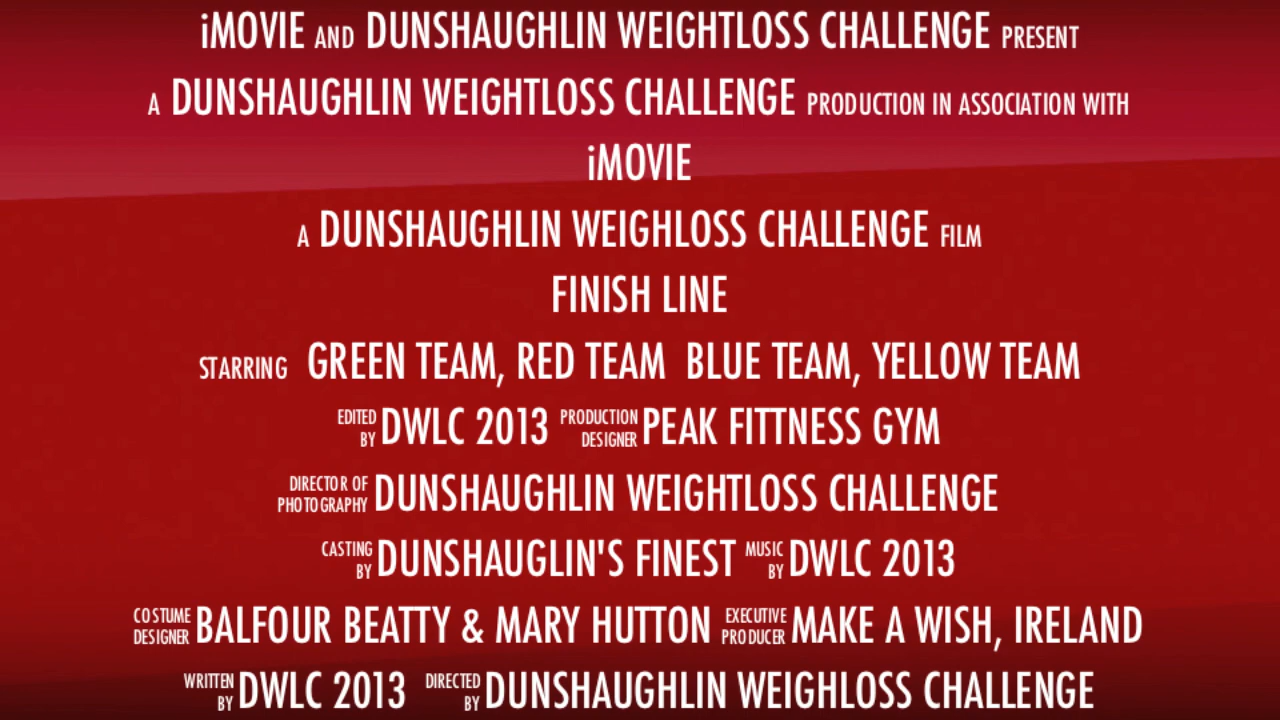 iMOVIE AND DUNSHAUGHLIN WEIGHTLOSS CHALLENGE PRESENT
A DUNSHAUGHLIN WEIGHTLOSS CHALLENGE PRODUCTION IN ASSOCIATION WITH
iMOVIE
A DUNSHAUGHLIN WEIGHLOSS CHALLENGE FILM
FINISH LINE
STARRING GREEN TEAM, RED TEAM BLUE TEAM, YELLOW TEAM
EDITED BY DWLC 2013 PRODUCTION DESIGNER PEAK FITTNESS GYM
DIRECTOR OF PHOTOGRAPHY DUNSHAUGHLIN WEIGHTLOSS CHALLENGE
CASTING BY DUNSHAUGLIN'S FINEST MUSIC BY DWLC 2013
COSTUME DESIGNER BALFOUR BEATTY & MARY HUTTON EXECUTIVE PRODUCER MAKE A WISH, IRELAND
WRITTEN BY DWLC 2013 DIRECTED BY DUNSHAUGHLIN WEIGHLOSS CHALLENGE